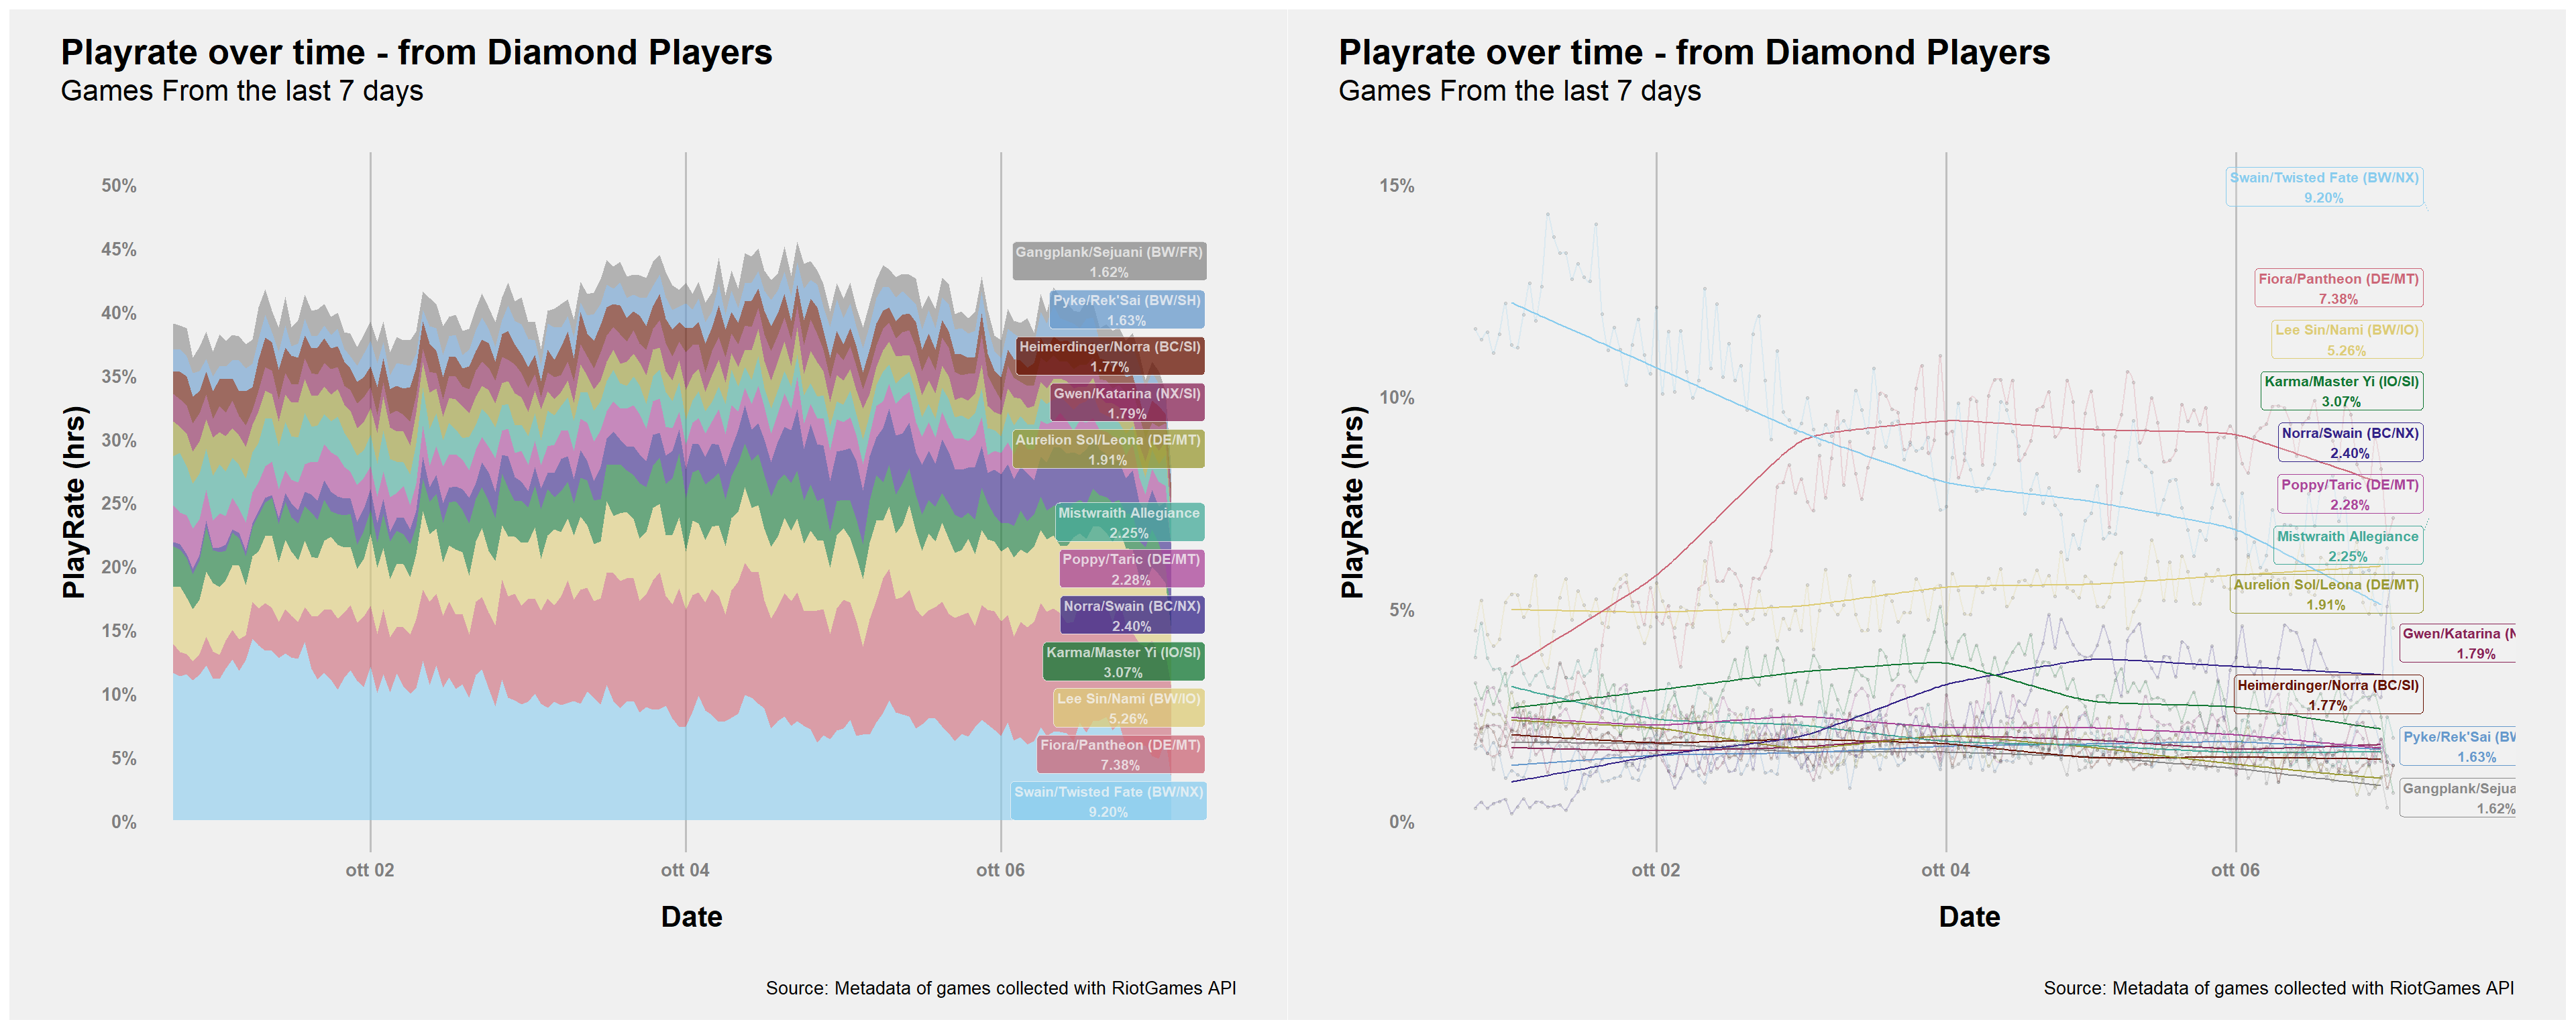 Playrate over time - from Diamond Players
Games From the last 7 days
PlayRate (hrs)
50%
45%
40%
35%
30%
25%
20%
15%
10%
5%
0%
Gangplank/Sejuani (BW/FR)
1.62%
Pyke/Rek'Sai (BW/SH)
1.63%
Heimerdinger/Norra (BC/SI)
1.77%
Gwen/Katarina (NX/SI)
1.79%
Aurelion Sol/Leona (DE/MT)
1.91%
Mistwraith Allegiance
2.25%
Poppy/Taric (DE/MT)
2.28%
Norra/Swain (BC/NX)
2.40%
Karma/Master Yi (IO/SI)
3.07%
Lee Sin/Nami (BW/IO)
5.26%
Fiora/Pantheon (DE/MT)
7.38%
Swain/Twisted Fate (BW/NX)
9.20%
ott 02
ott 04
ott 06
Date
Source: Metadata of games collected with RiotGames API
Playrate over time - from Diamond Players
Games From the last 7 days
PlayRate (hrs)
15%
10%
5%
0%
Swain/Twisted Fate (BW/NX)
9.20%
Fiora/Pantheon (DE/MT)
7.38%
Lee Sin/Nami (BW/IO)
5.26%
Karma/Master Yi (IO/SI)
3.07%
Norra/Swain (BC/NX)
2.40%
Poppy/Taric (DE/MT)
2.28%
Mistwraith Allegiance
2.25%
Aurelion Sol/Leona (DE/MT)
1.91%
Gwen/Katarina (N
1.79%
Heimerdinger/Norra (BC/SI)
1.77%
Pyke/Rek'Sai (BW
1.63%
Gangplank/Sejua
1.62%
ott 02
ott 04
ott 06
Date
Source: Metadata of games collected with RiotGames API